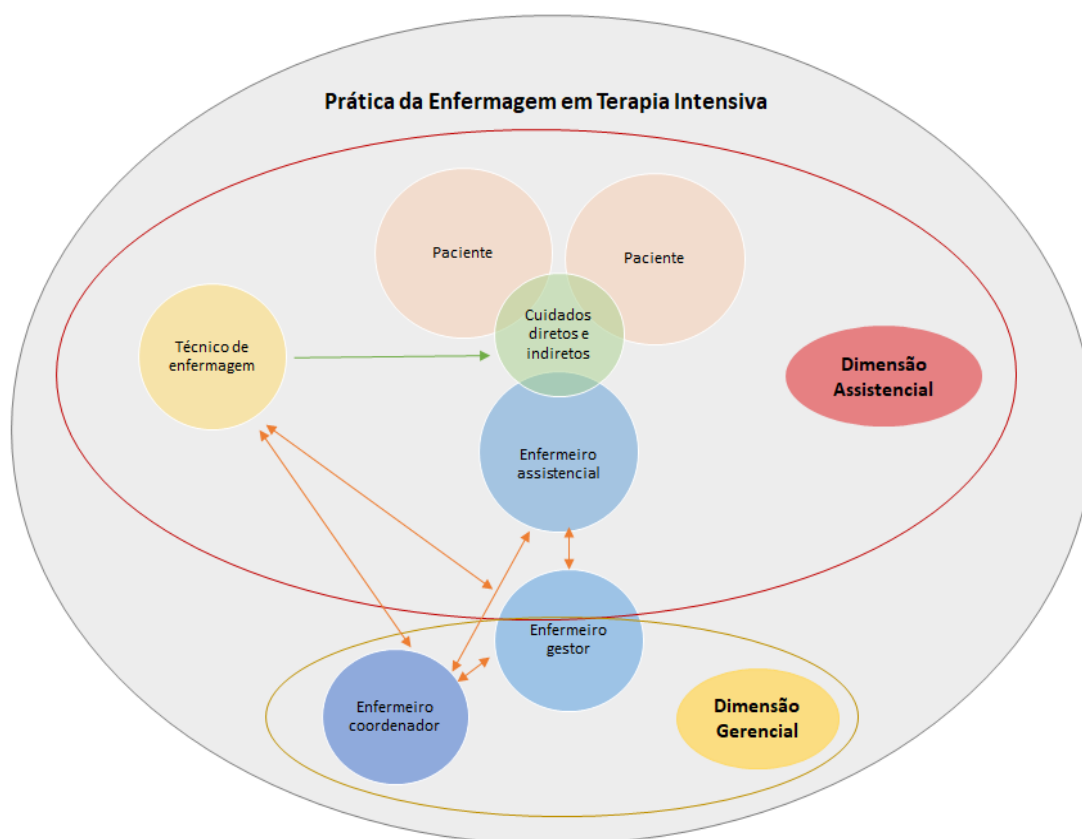 Prática da Enfermagem em Terapia Intensiva
Paciente
Paciente
Cuidados
diretos e
indiretos
Técnico de
enfermagem
Dimensão
Assistencial
Enfermeiro
assistencial
Enfermeiro
gestor
Enfermeiro
coordenador
Dimensão
Gerencial